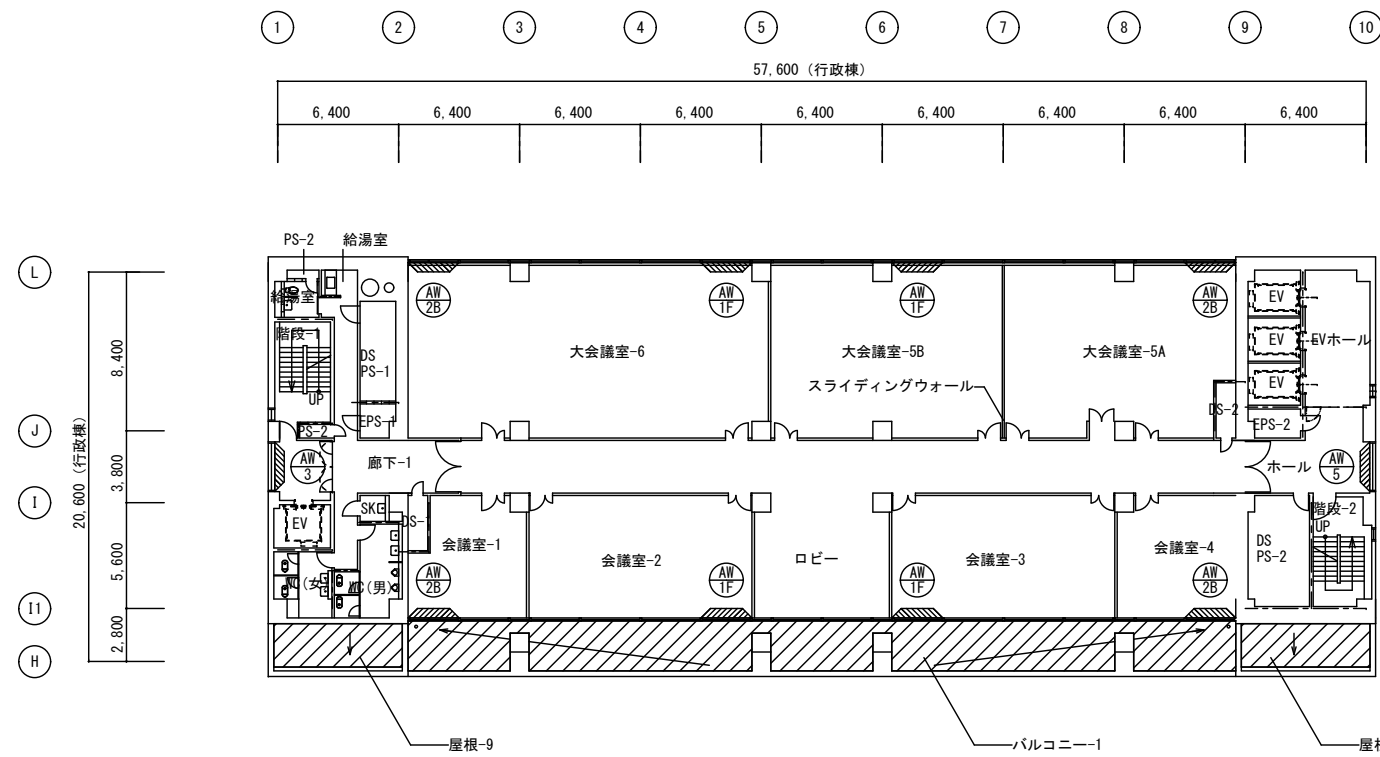 1 2 3 4 5 6 7 8 9 10
57,600 (行政棟)
6,400 6,400 6,400 6,400 6,400 6,400 6,400 6,400 6,400
PS-2 給湯室
L
給湯室
AW 2B
AW 1F
AW 1F
AW 2B
EV
階段-1
DS
PS-1
大会議室-6
大会議室-5B
大会議室-5A
EV
EVホール
8,400
スライディングウォール
EV
UP
DS-2
EPS-1
EPS-2
J
PS-2
20,600 (行政棟)
3,800
AW 3
廊下-1
ホール
AW 5
I
SK
EV
DS-
階段-2
UP
会議室-1
会議室-2
ロビー
会議室-3
会議室-4
DS
PS-2
5,600
WC(女
WC(男)
AW 2B
AW 1F
AW 1F
AW 2B
I1
2,800
H
屋根-9
バルコニー-1
屋